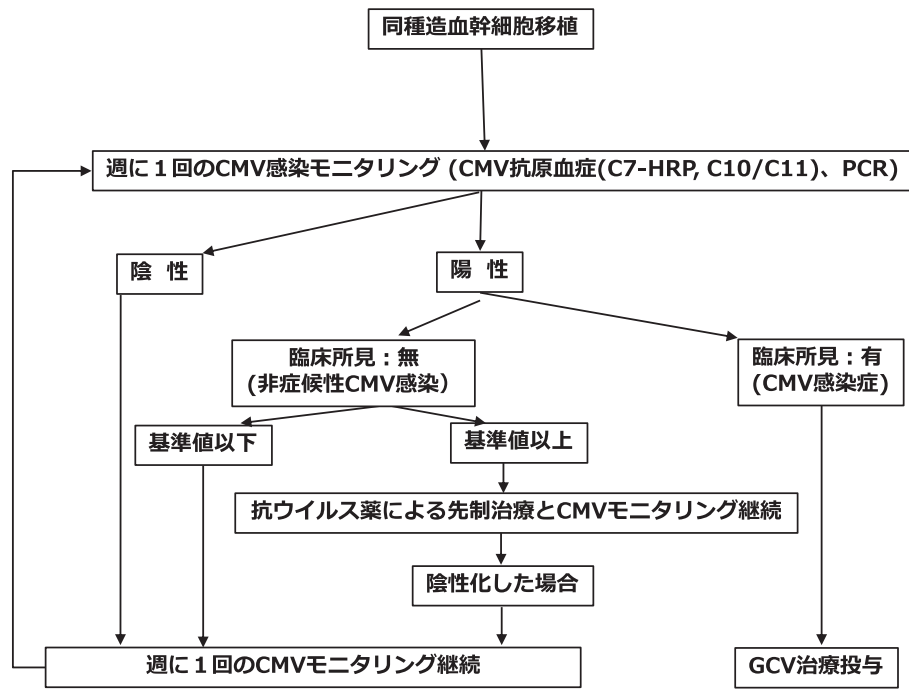 同種造血幹細胞移植
週に１回のCMV感染モニタリング (CMV抗原血症(C7-HRP, C10/C11)、PCR)
陰 性
陽 性
臨床所見：無
(非症候性CMV感染）
臨床所見：有
(CMV感染症)
基準値以下
基準値以上
抗ウイルス薬による先制治療とCMVモニタリング継続
陰性化した場合
週に１回のCMVモニタリング継続
GCV治療投与